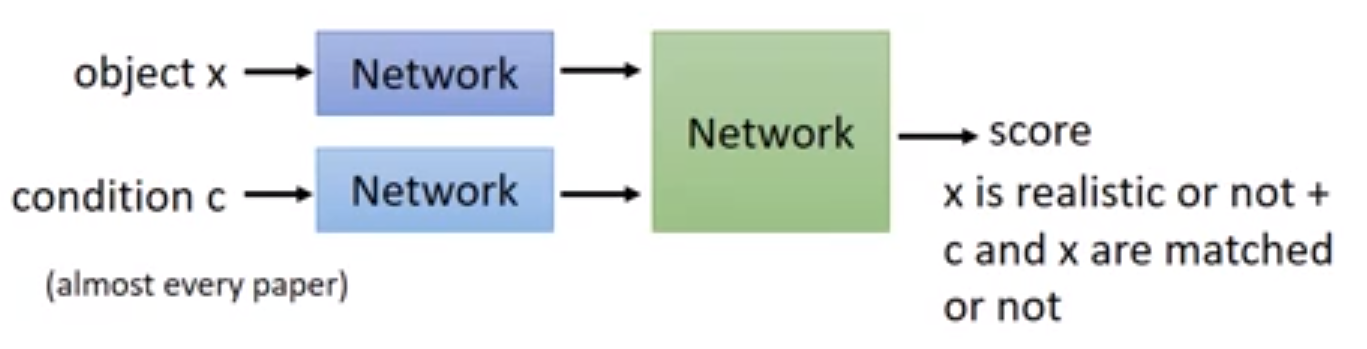 object x
Network
Network
score
condition c
Network
x is realistic or not +
c and x are matched
or not
(almost every paper)